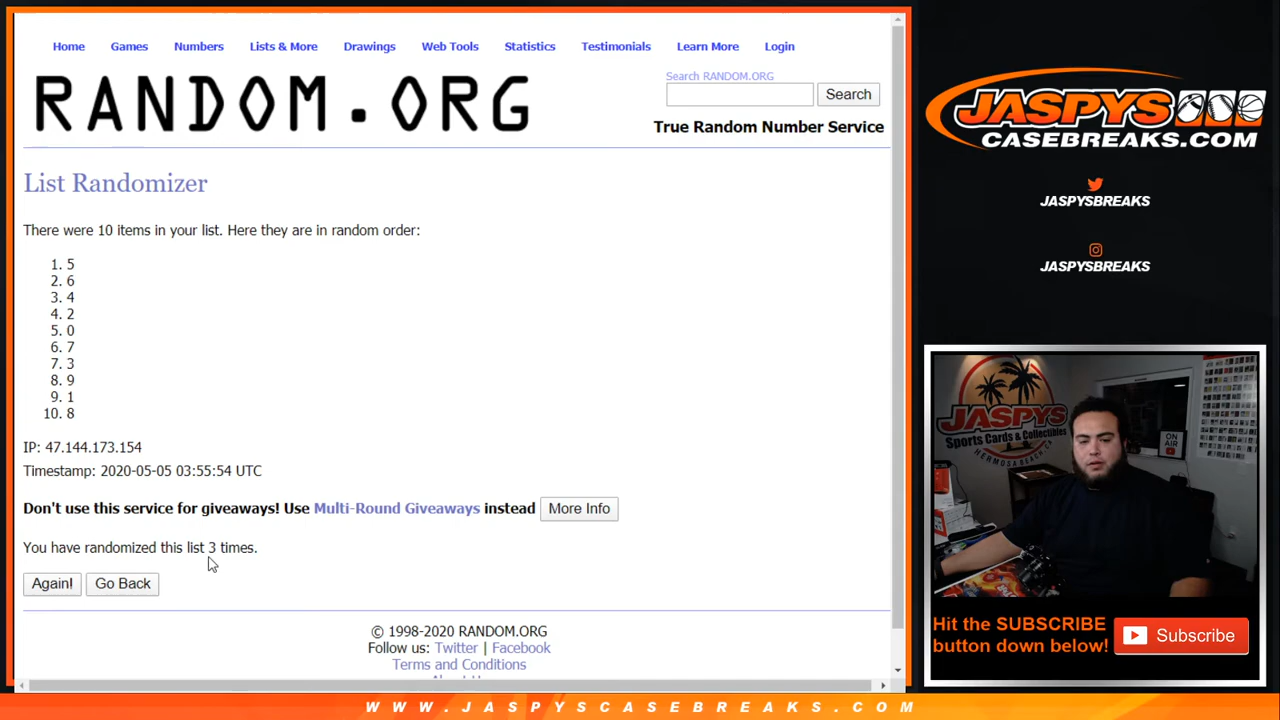 Home Games Numbers Lists & More Drawings Web Tools Statistics Testimonials Learn More Login
RANDOM.ORG
Search RANDOM.ORG
Search
True Random Number Service
List Randomizer
There were 10 items in your list. Here they are in random order:
1. 5
2. 6
3. 4
4. 2
5. 0
6. 7
7. 3
8. 9
9. 1
10. 8
IP: 47.144.173.154
Timestamp: 2020-05-05 03:55:54 UTC
Don't use this service for giveaways! Use Multi-Round Giveaways instead More Info
You have randomized this list 3 times.
Again! Go Back
© 1998-2020 RANDOM.ORG
Follow us: Twitter | Facebook
Terms and Conditions
JASPYS
CASEBREAKS.COM
JASPYSBREAKS
JASPYSBREAKS
JASPYS
Sports Cards & Collectibles
HERMOSA BEACH, CA
ON AIR
Hit the SUBSCRIBE
button down below!
Subscribe
WWW.JASPYSCASEBREAKS.COM